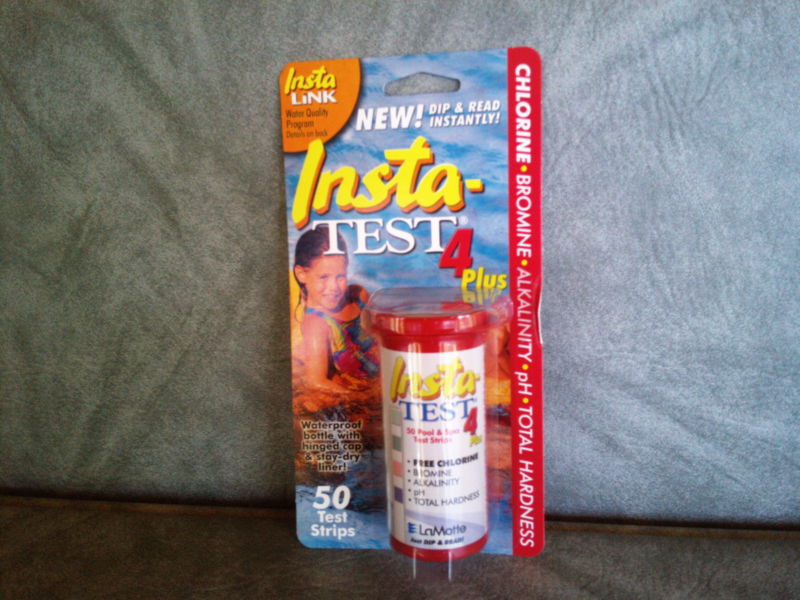 Insta
LiNK
Water Quality
Program
Details on back
NEW! DIP & READ
INSTANTLY!
Insta-
TEST®
4
Plus
CHLORINE • BROMINE • ALKALINITY • pH • TOTAL HARDNESS
Waterproof
bottle with
hinged cap
& stay-dry
liner!
50
Test
Strips
Insta-
TEST
4
Plus
50 Pool & Spa
Test Strips
• FREE CHLORINE
• BROMINE
• ALKALINITY
• pH
• TOTAL HARDNESS
LaMotte
Just DIP & READ!